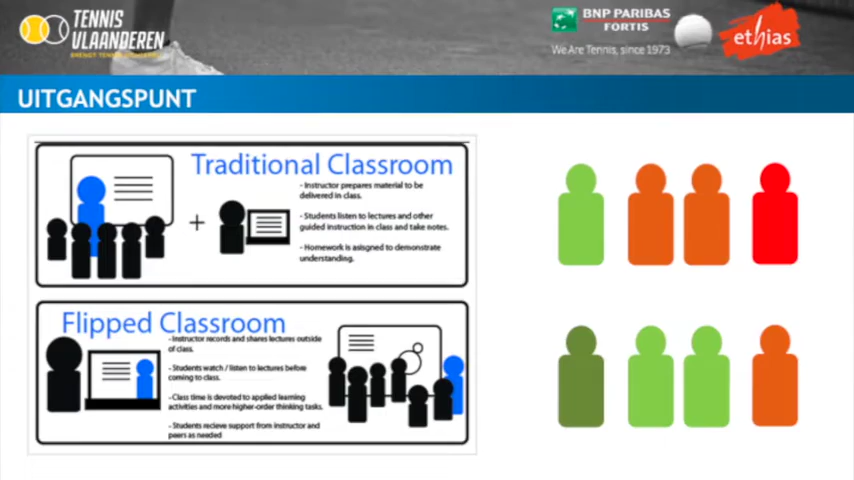 TENNIS
VLAANDEREN
BNP PARIBAS
FORTIS
We Are Tennis, since 1973
ethias
UITGANGSPUNT
Traditional Classroom
- Instructor prepares material to be
delivered in class.
- Students listen to lectures and other
guided instruction in class and take notes.
- Homework is asisgned to demonstrate
understanding.
+
Flipped Classroom
- Instructor records and shares lectures outside
of class.
- Students watch / listen to lectures before
coming to class.
- Class time is devoted to applied learning
activities and more higher-order thinking tasks.
- Students recieve support from instructor and
peers as needed